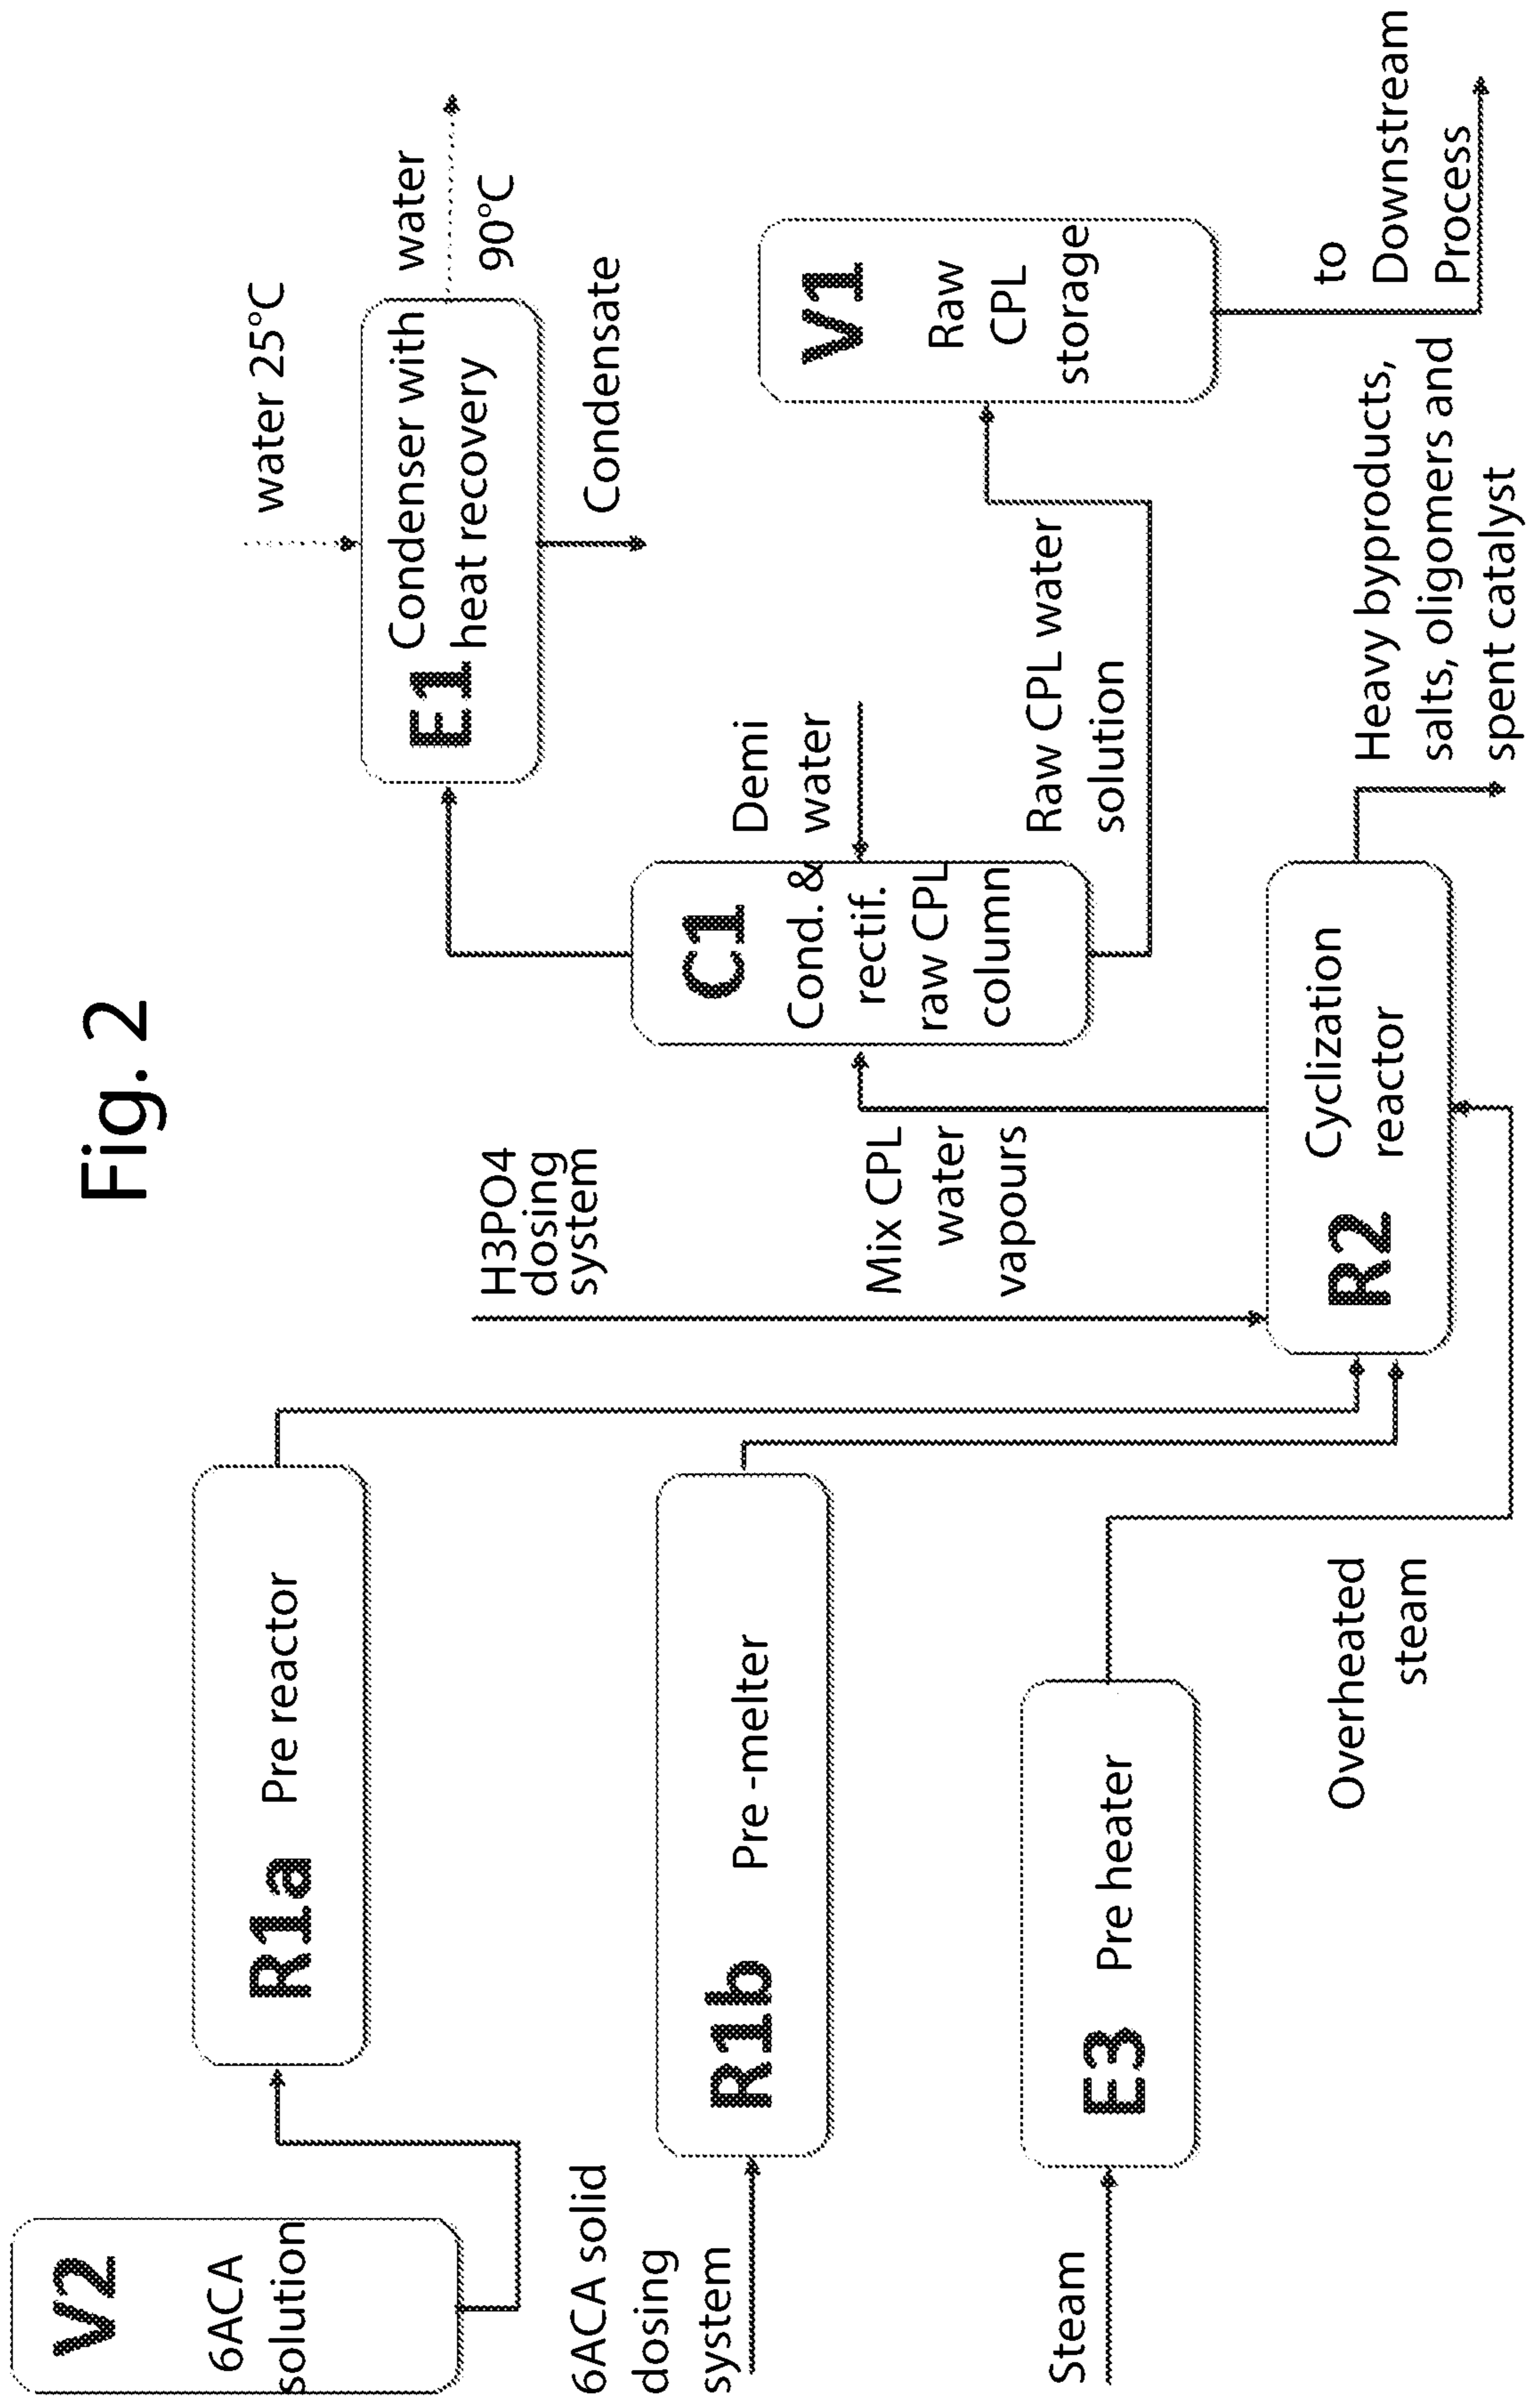 Fig. 2
V2
6ACA
solution
R1a Pre reactor
6ACA solid
dosing
system
R1b Pre -melter
Steam
E3 Pre heater
Overheated
steam
H3PO4
dosing
system
Mix CPL
water
vapours
R2 Cyclization
reactor
Heavy byproducts,
salts, oligomers and
spent catalyst
C1
Cond. &
rectif.
raw CPL
column
Demi
water
Raw CPL water
solution
water 25°C
E1 Condenser with
heat recovery
water
90°C
Condensate
V1
Raw
CPL
storage
to
Downstream
Process